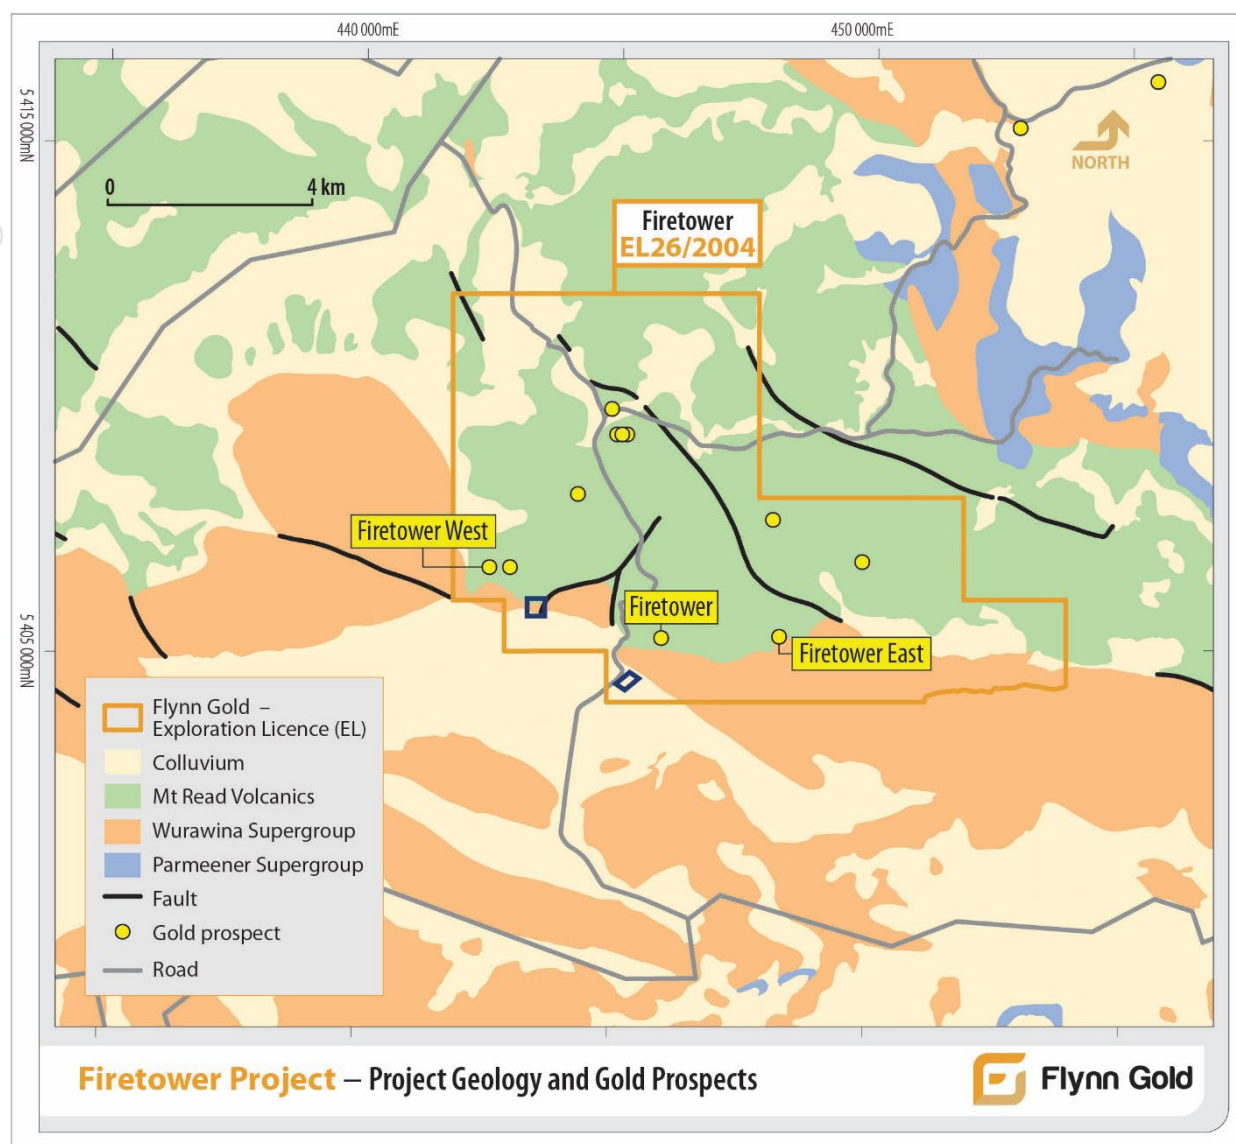 440 000mE
450 000mE
5 415 000mN
NORTH
0
4 km
Firetower
EL26/2004
Firetower West
Firetower
Firetower East
5 405 000mN
Flynn Gold –
Exploration Licence (EL)
Colluvium
Mt Read Volcanics
Wurawina Supergroup
Parmeener Supergroup
Fault
Gold prospect
Road
Firetower Project – Project Geology and Gold Prospects
Flynn Gold